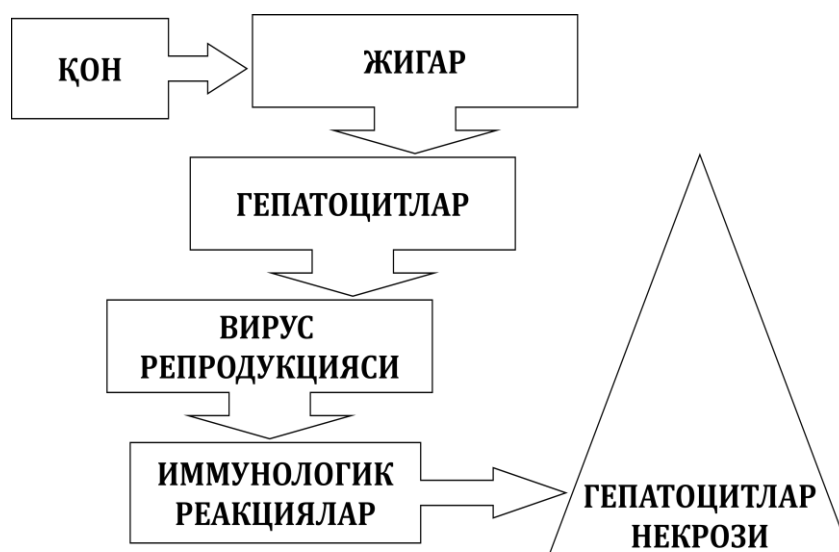 ҚОН
ЖИГАР
ГЕПАТОЦИТЛАР
ВИРУС
РЕПРОДУКЦИЯСИ
ИММУНОЛОГИК
РЕАКЦИЯЛАР
ГЕПАТОЦИТЛАР
НЕКРОЗИ